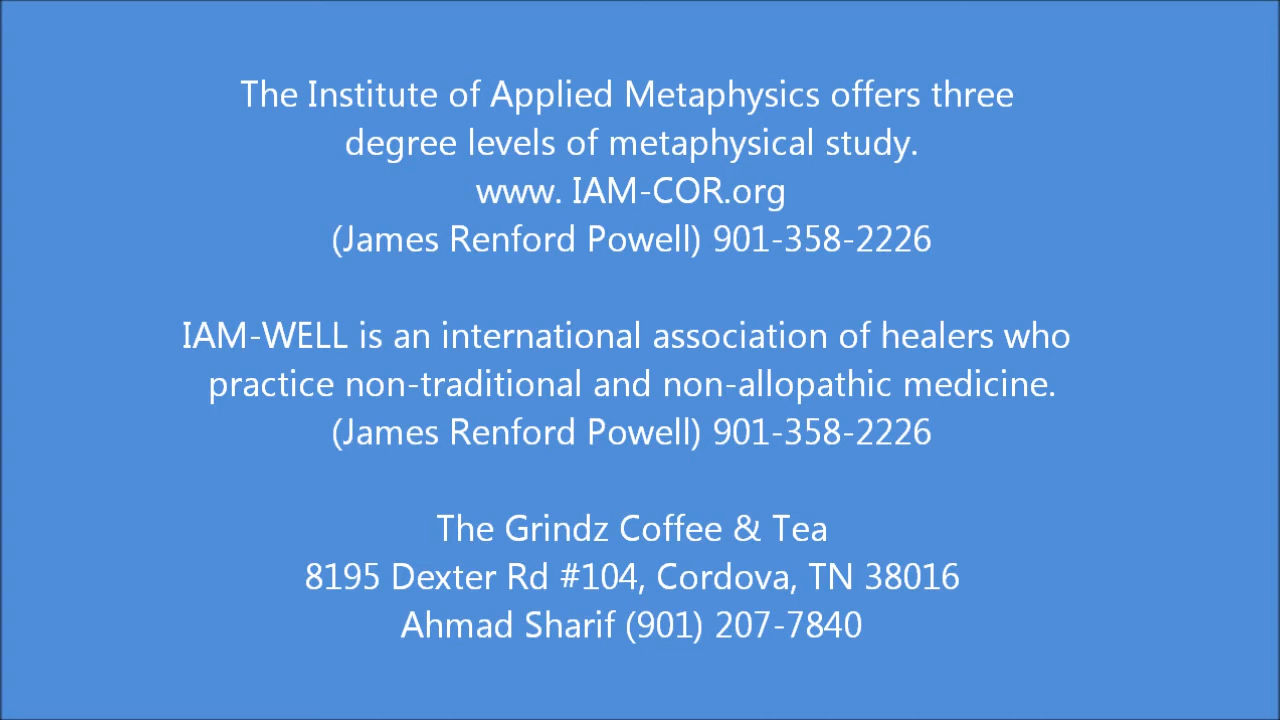 The Institute of Applied Metaphysics offers three
degree levels of metaphysical study.
www. IAM-COR.org
(James Renford Powell) 901-358-2226
IAM-WELL is an international association of healers who
practice non-traditional and non-allopathic medicine.
(James Renford Powell) 901-358-2226
The Grindz Coffee & Tea
8195 Dexter Rd #104, Cordova, TN 38016
Ahmad Sharif (901) 207-7840